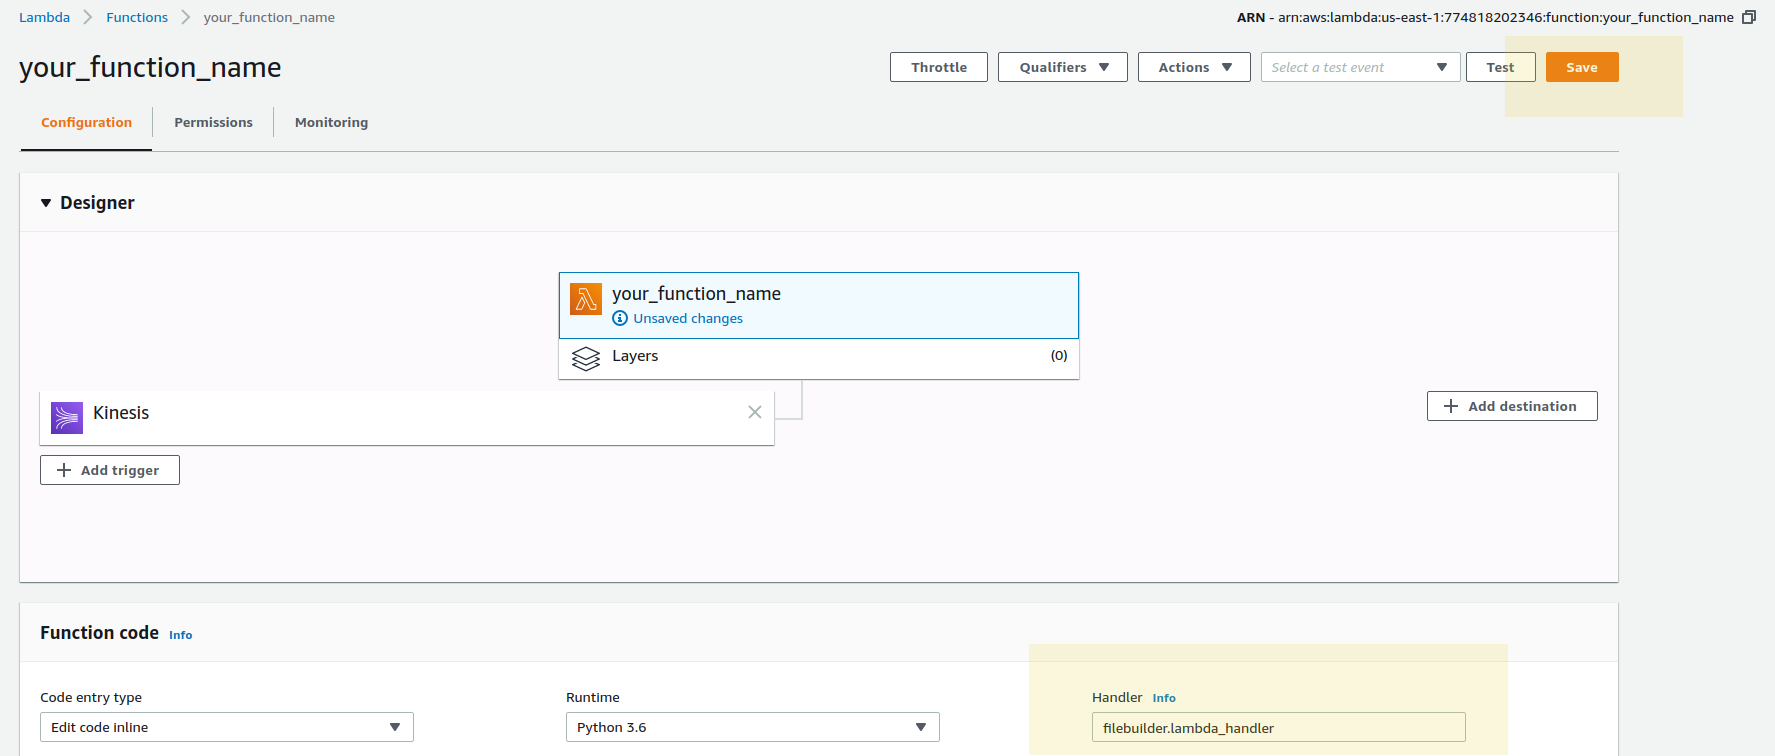 Lambda Functions your_function_name
ARN - arn:aws:lambda:us-east-1:774818202346:function:your_function_name
your_function_name
Throttle Qualifiers Actions Select a test event Test Save
Configuration Permissions Monitoring
Designer
your_function_name
Unsaved changes
Layers (0)
Kinesis
Add destination
Add trigger
Function code Info
Code entry type Runtime Handler Info
Edit code inline Python 3.6 filebuilder.lambda_handler